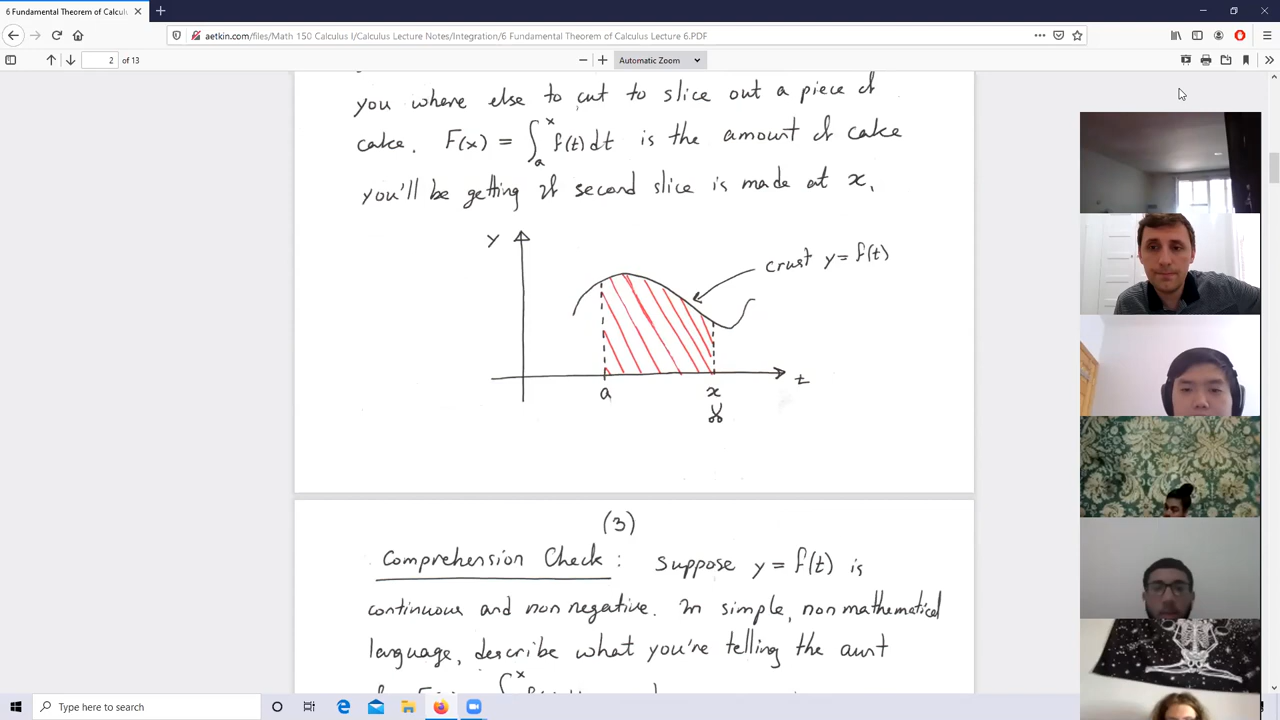 6 Fundamental Theorem of Calcul
aetkin.com/files/Math 150 Calculus I/Calculus Lecture Notes/Integration/6 Fundamental Theorem of Calculus Lecture 6.PDF
2 of 13
Automatic Zoom
you where else to cut to slice out a piece of
cake. F(x) = ∫ₐˣ f(t) dt is the amount of cake
you'll be getting if second slice is made at x.
y
crust y = f(t)
t
a x
(3)
Comprehension Check: Suppose y = f(t) is
continuous and non negative. In simple, non mathematical
language, describe what you're telling the aunt
Type here to search